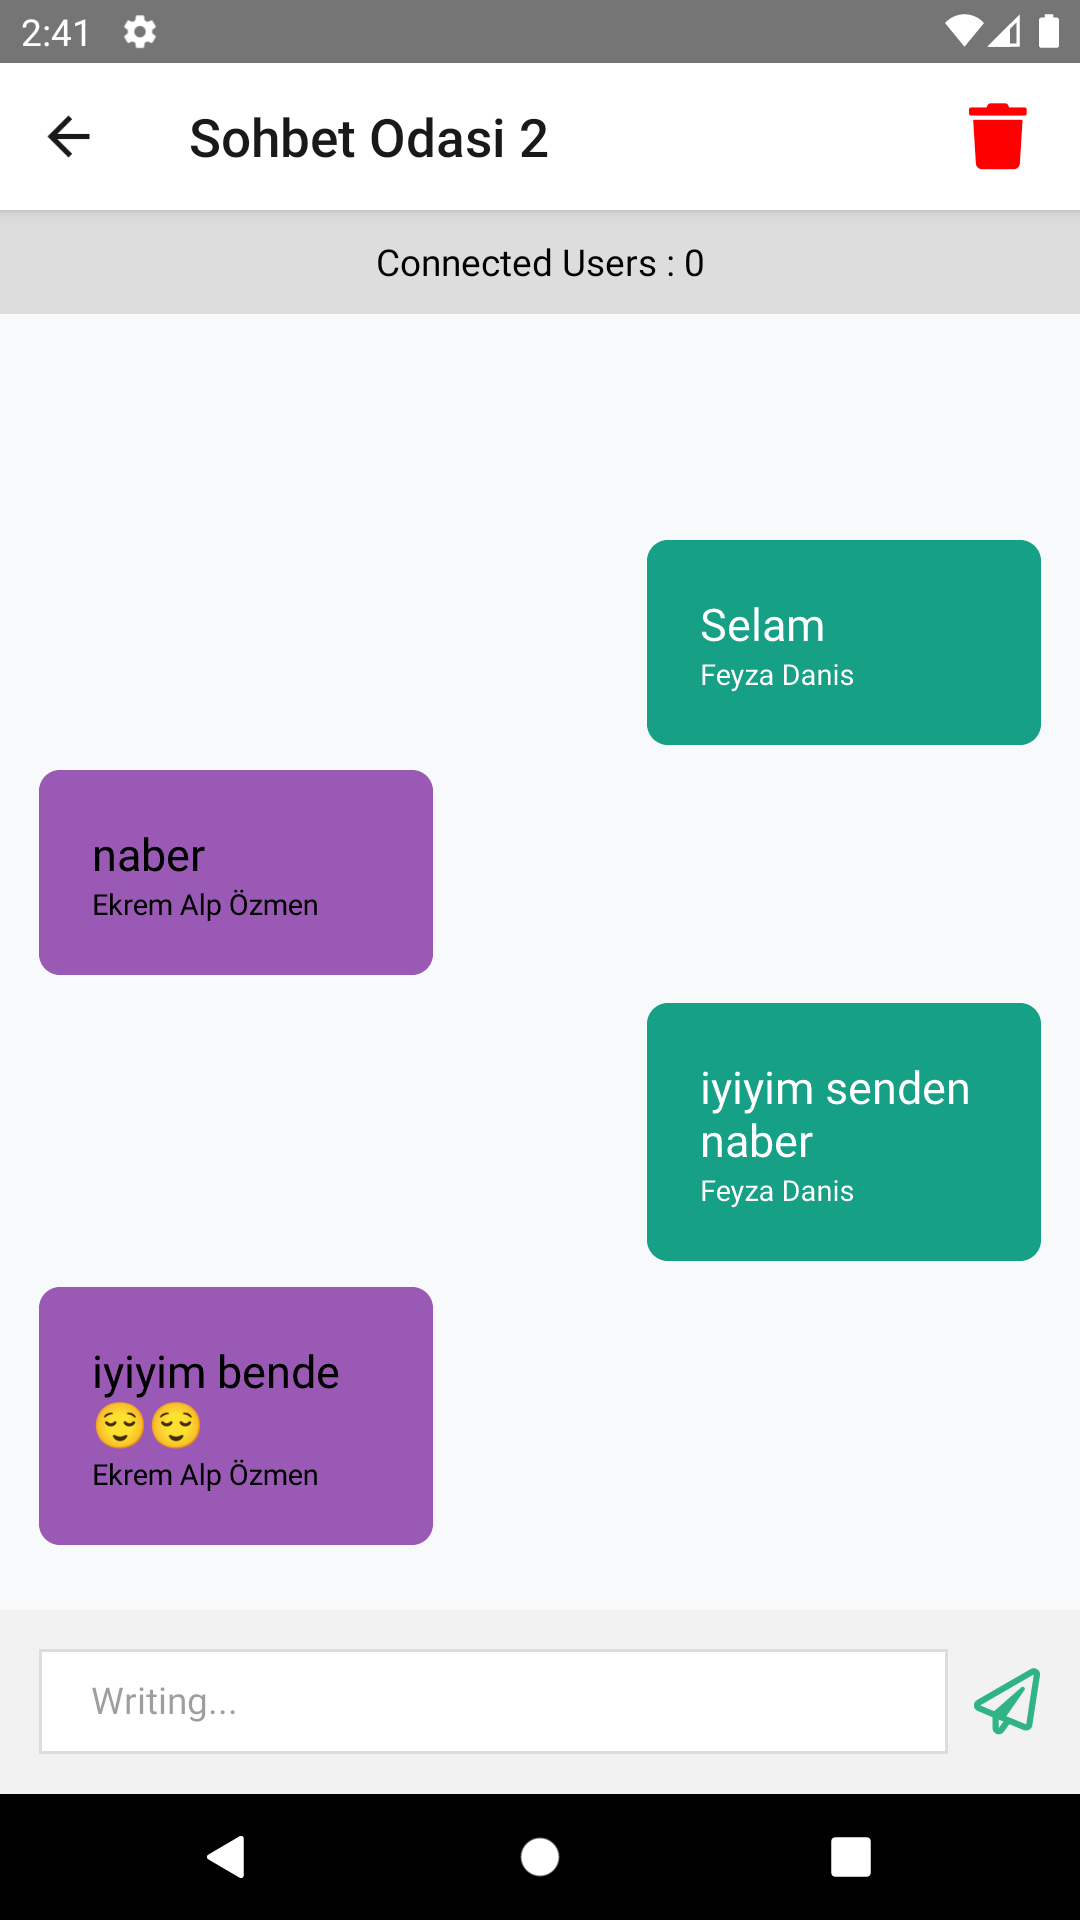 2:41
Sohbet Odasi 2
Connected Users : 0
Selam
Feyza Danis
naber
Ekrem Alp Özmen
iyiyim senden
naber
Feyza Danis
iyiyim bende
😌😌
Ekrem Alp Özmen
Writing...